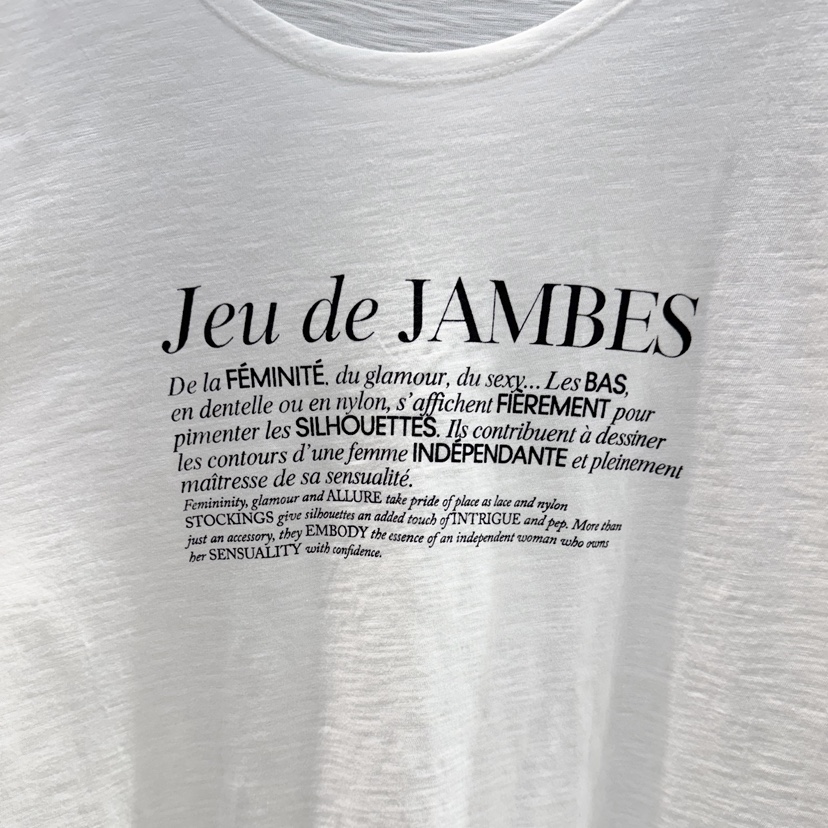 Jeu de JAMBES
De la FÉMINITÉ. du glamour, du sexy... Les BAS,
en dentelle ou en nylon, s'affichent FIÈREMENT pour
pimenter les SILHOUETTES. Ils contribuent à dessiner
les contours d'une femme INDÉPENDANTE et pleinement
maîtresse de sa sensualité.
Femininity, glamour and ALLURE take pride of place as lace and nylon
STOCKINGS give silhouettes an added touch of INTRIGUE and pep. More than
just an accessory, they EMBODY the essence of an independent woman who owns
her SENSUALITY with confidence.